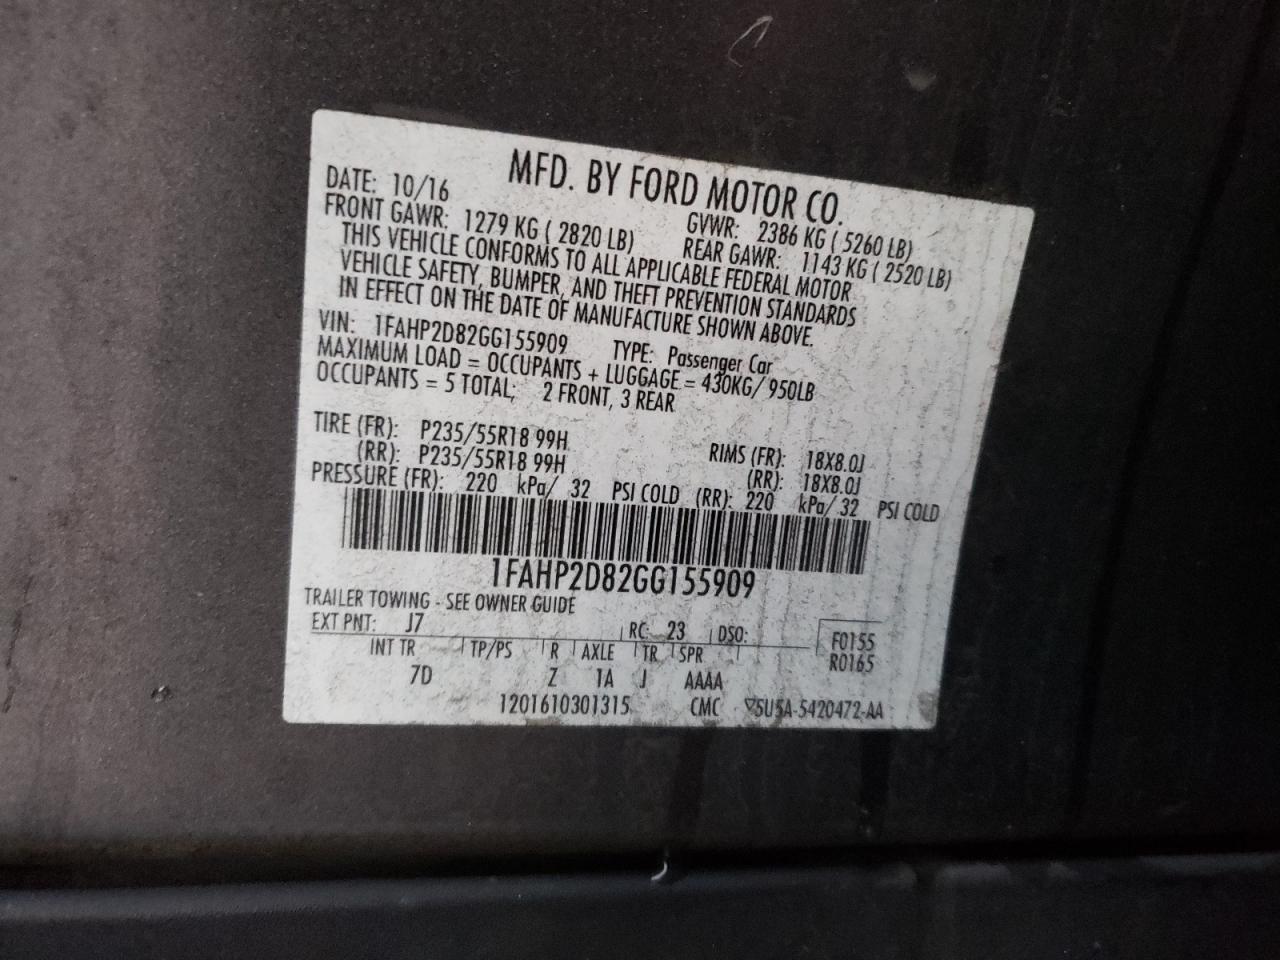 MFD. BY FORD MOTOR CO.
DATE: 10/16 GVWR: 2386 KG ( 5260 LB)
FRONT GAWR: 1279 KG ( 2820 LB) REAR GAWR: 1143 KG ( 2520 LB)
THIS VEHICLE CONFORMS TO ALL APPLICABLE FEDERAL MOTOR
VEHICLE SAFETY, BUMPER, AND THEFT PREVENTION STANDARDS
IN EFFECT ON THE DATE OF MANUFACTURE SHOWN ABOVE.
VIN: 1FAHP2D82GG155909 TYPE: Passenger Car
MAXIMUM LOAD = OCCUPANTS + LUGGAGE = 430KG/ 950LB
OCCUPANTS = 5 TOTAL; 2 FRONT, 3 REAR
TIRE (FR): P235/55R18 99H RIMS (FR): 18X8.0J
(RR): P235/55R18 99H (RR): 18X8.0J
PRESSURE (FR): 220 kPa/ 32 PSI COLD (RR): 220 kPa/ 32 PSI COLD
1FAHP2D82GG155909
TRAILER TOWING - SEE OWNER GUIDE
EXT PNT: J7 RC: 23 DSO: F0155
INT TR TP/PS R AXLE TR SPR R0165
7D Z 1A J AAAA
1201610301315 CMC ▽5U5A-5420472-AA